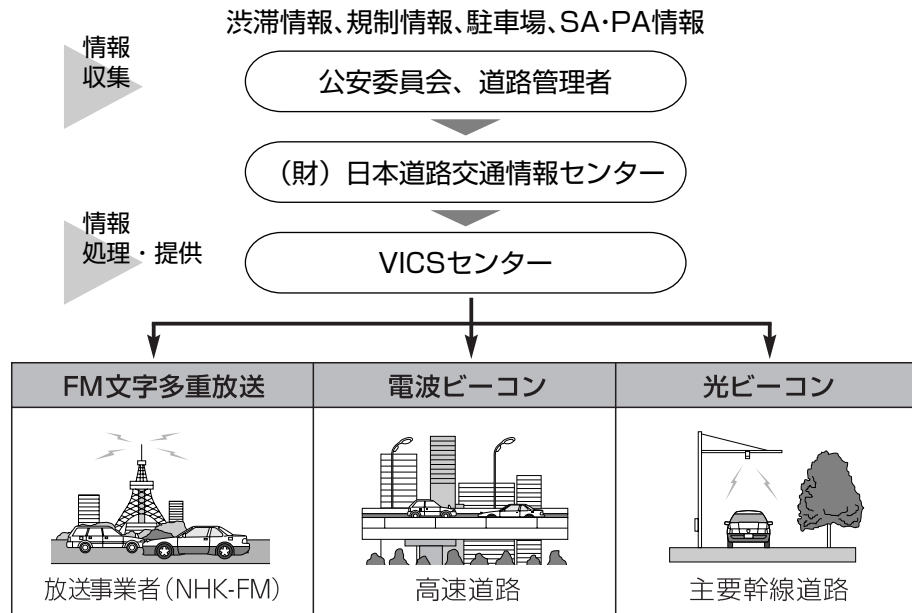 渋滞情報、規制情報、駐車場、SA・PA情報
情報
収集
公安委員会、道路管理者
（財）日本道路交通情報センター
情報
処理・提供
VICSセンター
FM文字多重放送
電波ビーコン
光ビーコン
放送事業者(NHK-FM)
高速道路
主要幹線道路